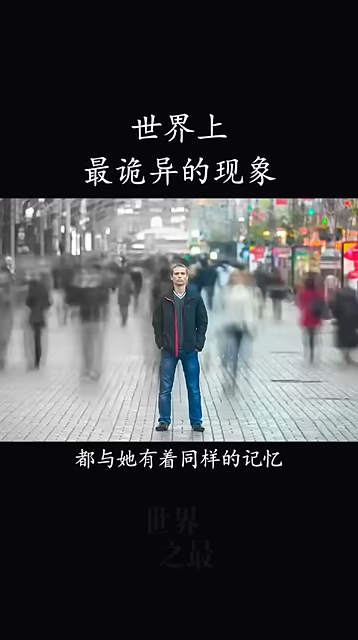 世界上
最诡异的现象
都与她有着同样的记忆
世界
之最